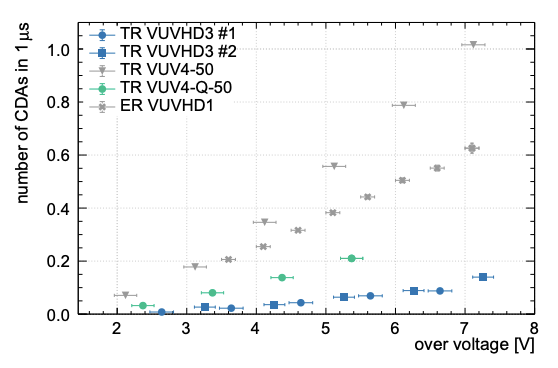 number of CDAs in 1μs
TR VUVHD3 #1
TR VUVHD3 #2
TR VUV4-50
TR VUV4-Q-50
ER VUVHD1
1.0
0.8
0.6
0.4
0.2
0.0
2 3 4 5 6 7 8
over voltage [V]